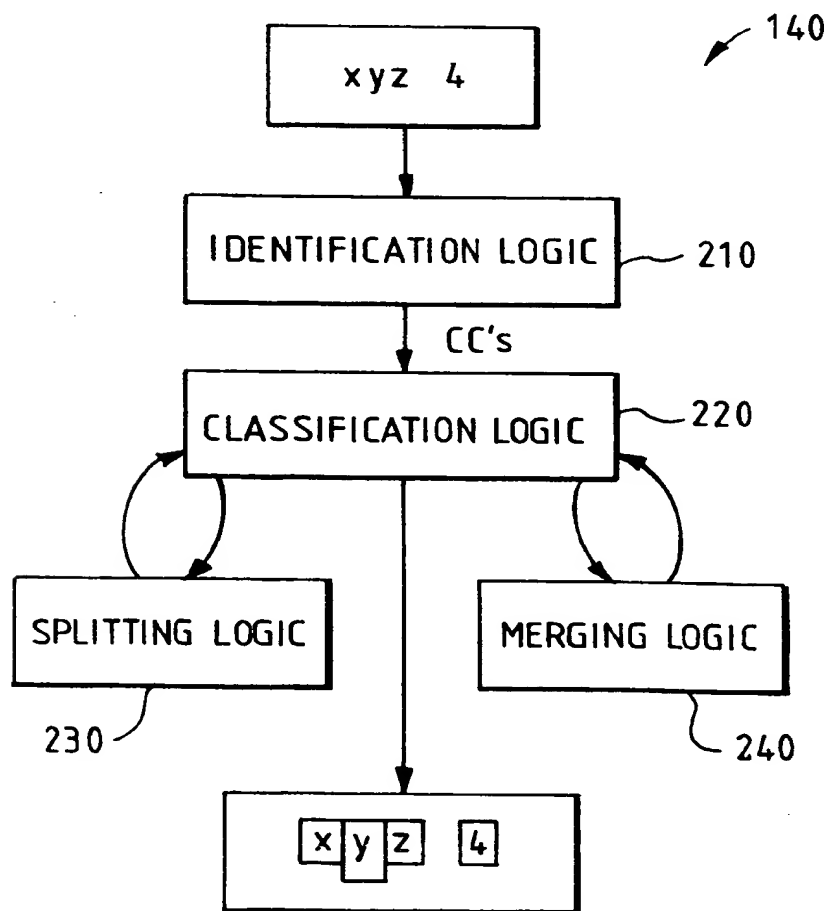 140
xyz 4
IDENTIFICATION LOGIC
210
CC's
CLASSIFICATION LOGIC
220
SPLITTING LOGIC
MERGING LOGIC
230
240
x y z 4